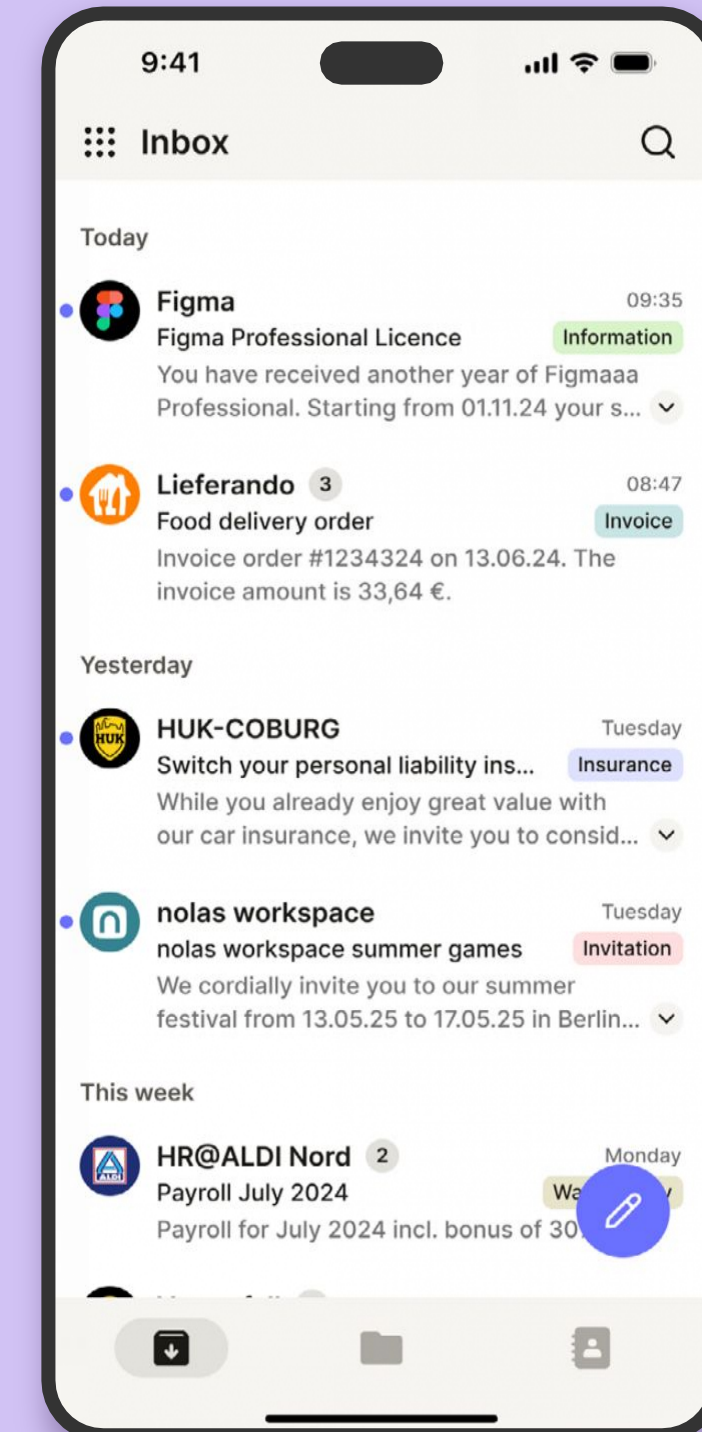 9:41
Inbox
Today
Figma
09:35
Figma Professional Licence
Information
You have received another year of Figmaaa
Professional. Starting from 01.11.24 your s...
Lieferando 3
08:47
Food delivery order
Invoice
Invoice order #1234324 on 13.06.24. The
invoice amount is 33,64 €.
Yesterday
HUK
HUK-COBURG
Tuesday
Switch your personal liability ins...
Insurance
While you already enjoy great value with
our car insurance, we invite you to consid...
nolas workspace
Tuesday
nolas workspace summer games
Invitation
We cordially invite you to our summer
festival from 13.05.25 to 17.05.25 in Berlin...
This week
ALDI
HR@ALDI Nord 2
Monday
Payroll July 2024
Payroll for July 2024 incl. bonus of